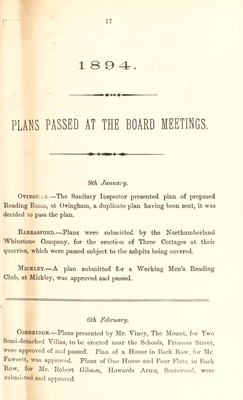 17
1894.
PLANS PASSED AT THE BOARD MEETINGS.
9th January.
OVINGHAM.—The Sanitary Inspector presented plan of proposed
Reading Room, at Ovingham, a duplicate plan having been sent, it was
decided to pass the plan.
BARRASFORD.—Plans were submitted by the Northumberland
Whinstone Company, for the erection of Three Cottages at their
quarries, which were passed subject to the ashpits being covered.
MICKLEY.—A plan submitted for a Working Men's Reading
Club, at Mickley, was approved and passed.
6th February.
CORBRIDGE.—Plans presented by Mr. Viney, The Mount, for Two
Semi-detached Villas, to be erected near the Schools, Princess Street,
were approved of and passed. Plan of a House in Back Row, for Mr.
Fawcett, was approved. Plans of One House and Four Flats, in Back
Row, for Mr. Robert Gibson, Howards Arms, Scotswood, were
submitted and approved.